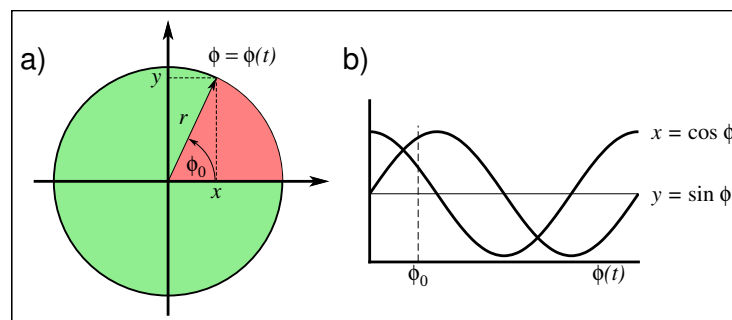 a)
ϕ = ϕ(t)
y
r
ϕ₀
x
b)
x = cos ϕ
y = sin ϕ
ϕ₀
ϕ(t)